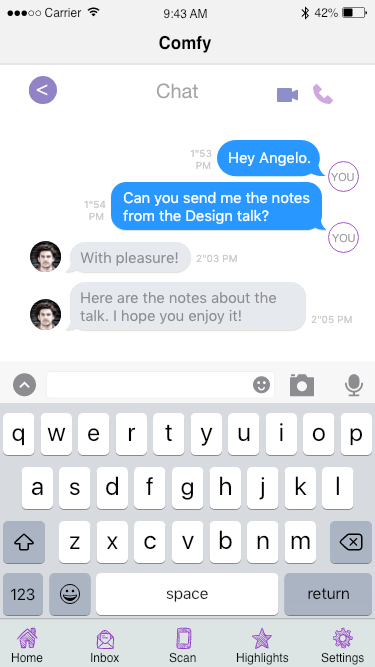 Carrier 9:43 AM 42%
Comfy
< Chat
1"53 PM Hey Angelo.
YOU
1"54 PM Can you send me the notes
from the Design talk?
YOU
With pleasure! 2"03 PM
Here are the notes about the
talk. I hope you enjoy it! 2"05 PM
q w e r t y u i o p
a s d f g h j k l
z x c v b n m
123 space return
Home Inbox Scan Highlights Settings